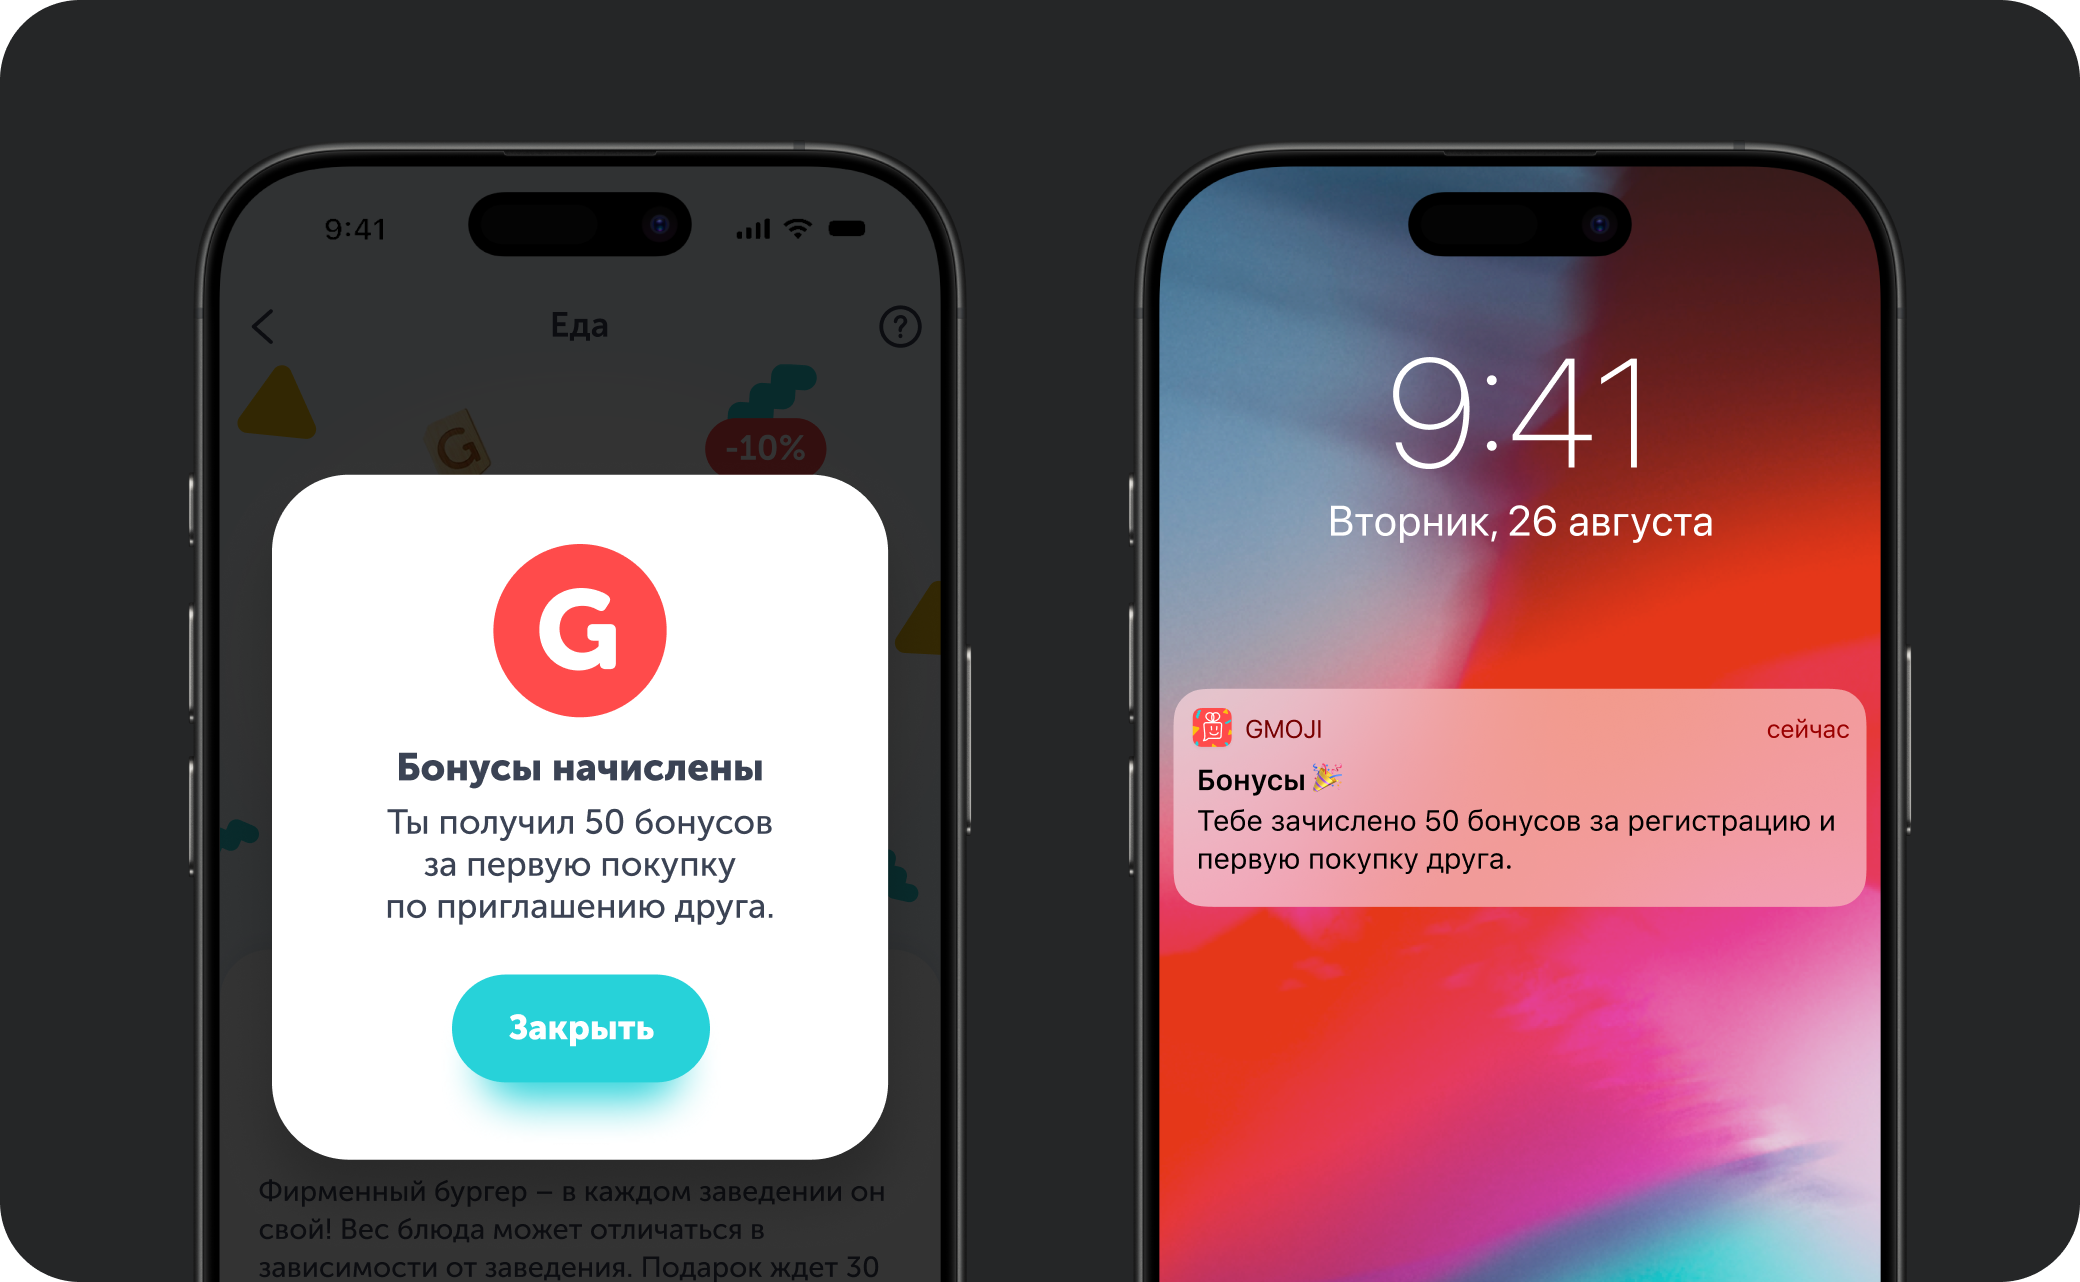 9:41
Еда
?
G
-10%
G
Бонусы начислены
Ты получил 50 бонусов
за первую покупку
по приглашению друга.
Закрыть
Фирменный бургер – в каждом заведении он
свой! Вес блюда может отличаться в
зависимости от заведения. Подарок ждет 30
9:41
Вторник, 26 августа
GMOJI
сейчас
Бонусы 🎉
Тебе зачислено 50 бонусов за регистрацию и
первую покупку друга.